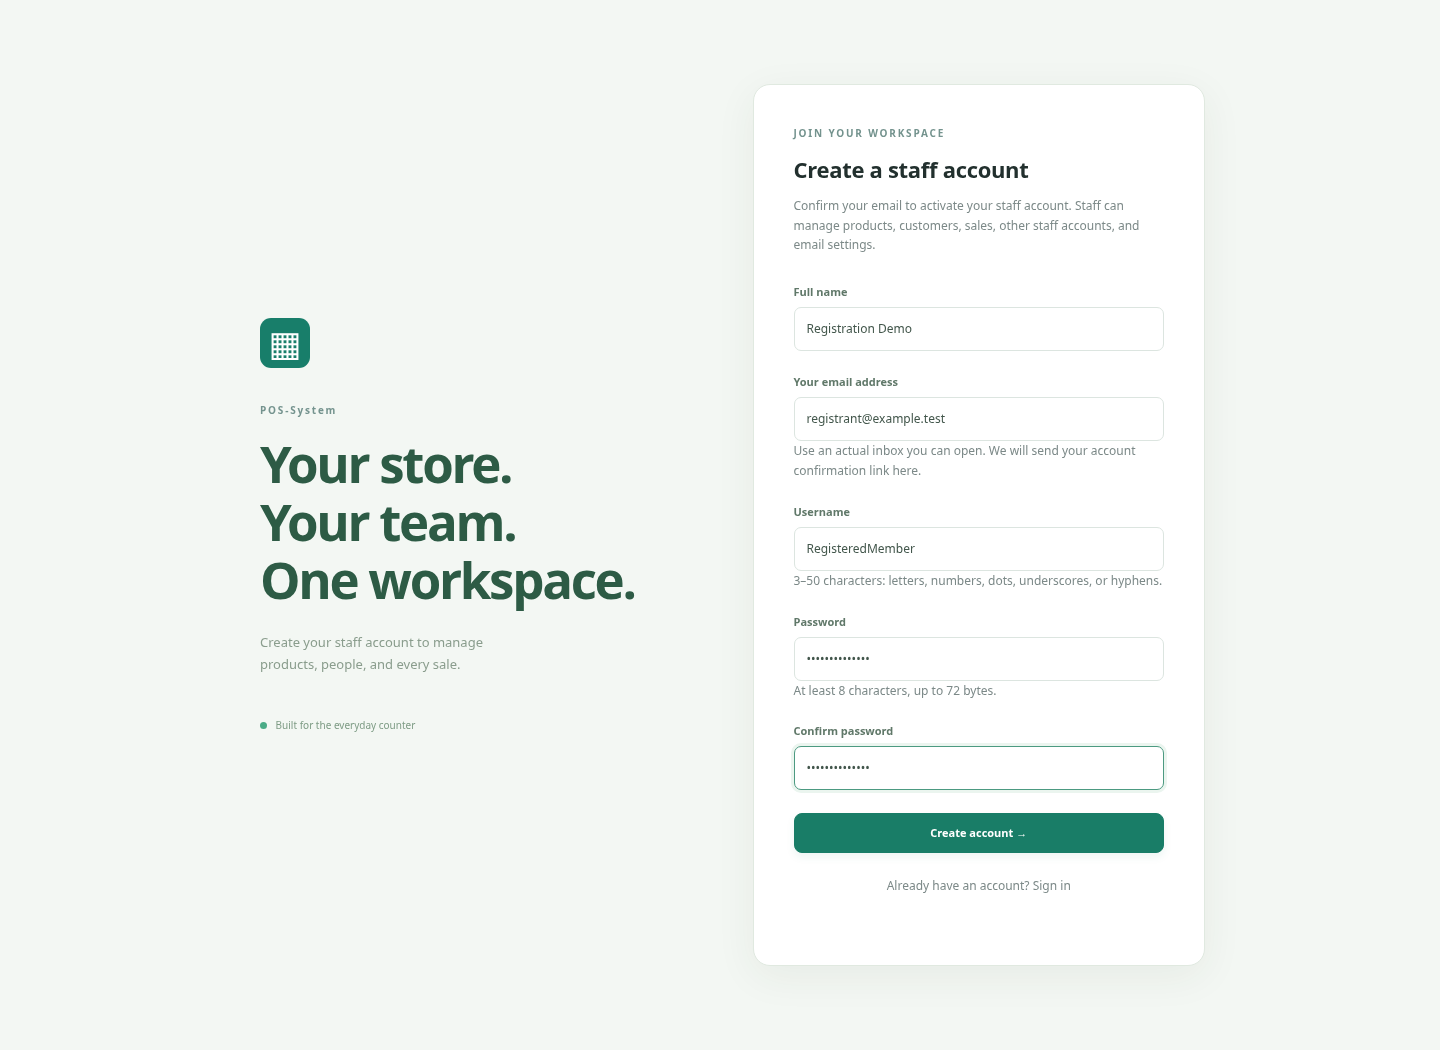 POS-System
Your store.
Your team.
One workspace.
Create your staff account to manage
products, people, and every sale.
Built for the everyday counter
JOIN YOUR WORKSPACE
Create a staff account
Confirm your email to activate your staff account. Staff can
manage products, customers, sales, other staff accounts, and
email settings.
Full name
Registration Demo
Your email address
registrant@example.test
Use an actual inbox you can open. We will send your account
confirmation link here.
Username
RegisteredMember
3–50 characters: letters, numbers, dots, underscores, or hyphens.
Password
••••••••••••••
At least 8 characters, up to 72 bytes.
Confirm password
••••••••••••••
Create account →
Already have an account? Sign in